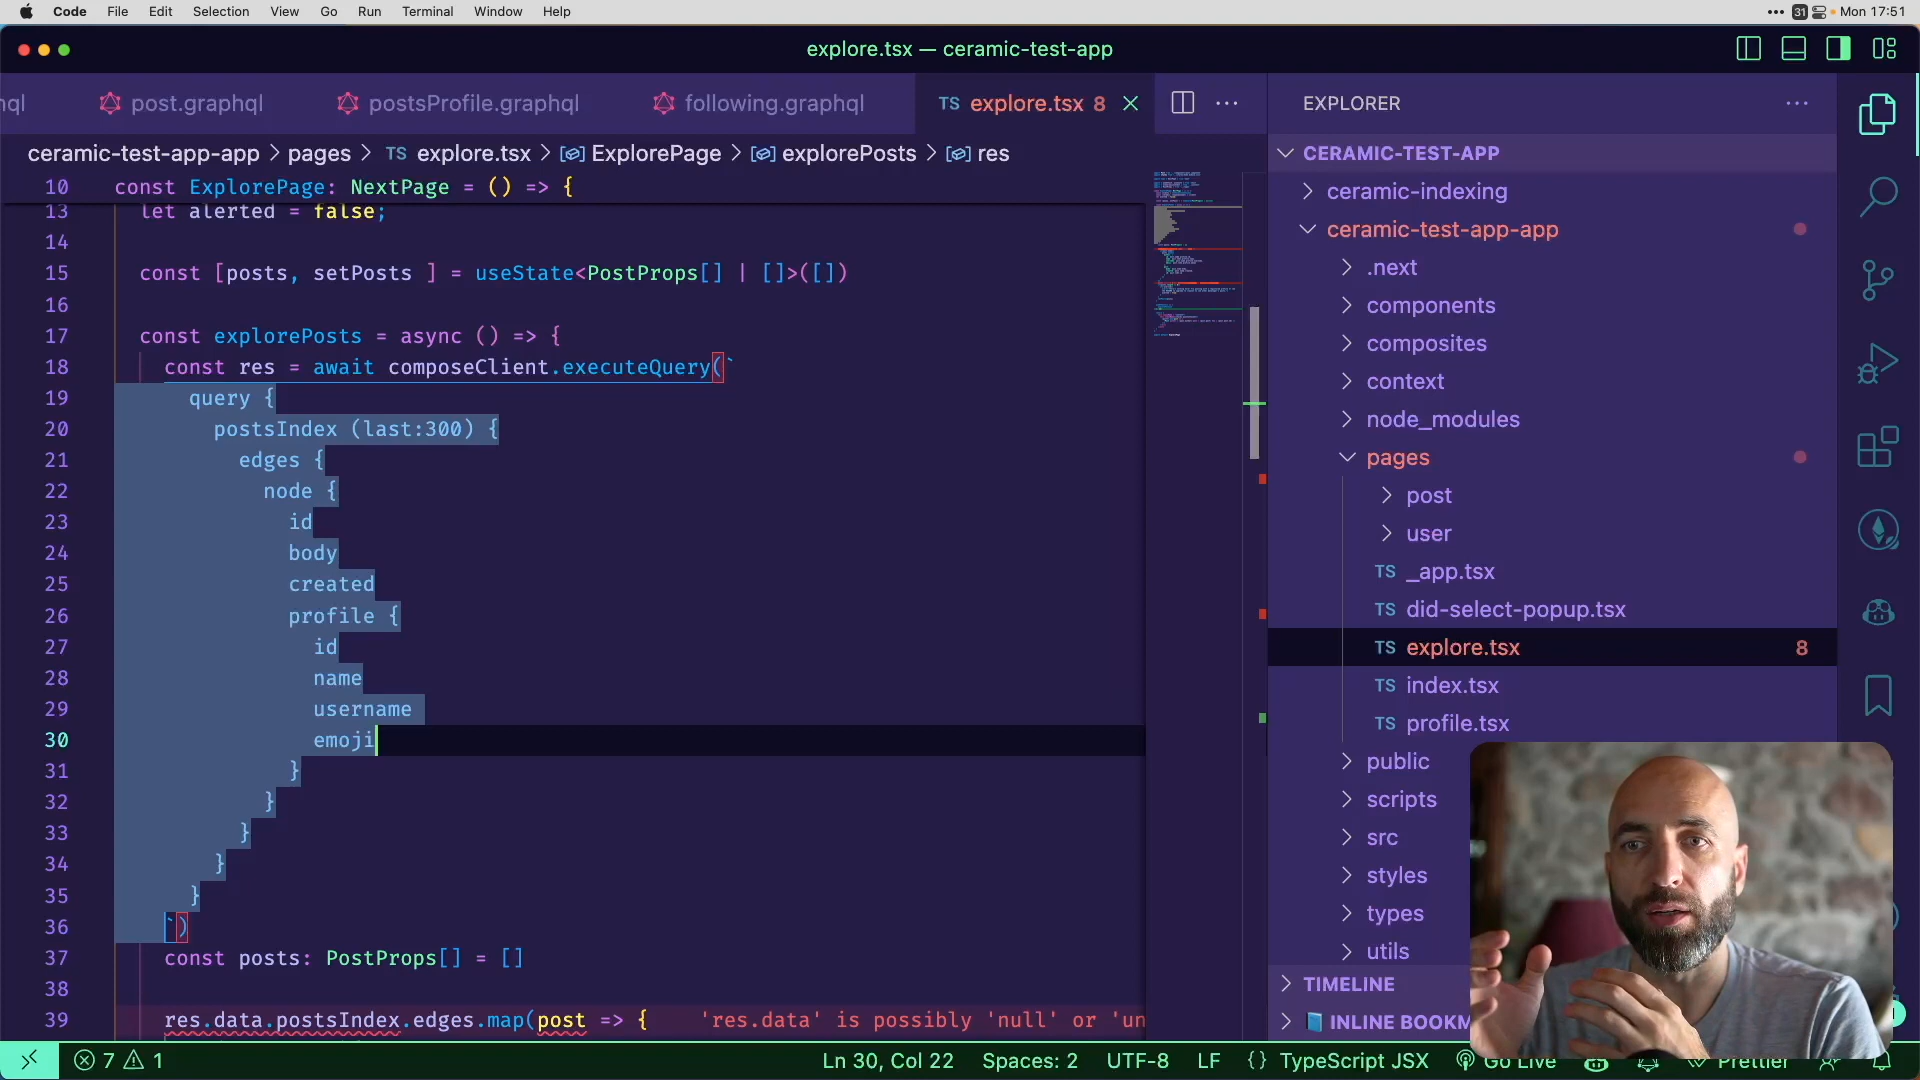 Code File Edit Selection View Go Run Terminal Window Help
31 Mon 17:51
explore.tsx — ceramic-test-app
post.graphql postsProfile.graphql following.graphql TS explore.tsx 8
ceramic-test-app-app > pages > TS explore.tsx > ExplorePage > explorePosts > res
10 const ExplorePage: NextPage = () => {
13 let alerted = false;
14
15 const [posts, setPosts ] = useState<PostProps[] | []>([])
16
17 const explorePosts = async () => {
18 const res = await composeClient.executeQuery(`
19 query {
20 postsIndex (last:300) {
21 edges {
22 node {
23 id
24 body
25 created
26 profile {
27 id
28 name
29 username
30 emoji
31 }
32 }
33 }
34 }
35 }
36 `)
37 const posts: PostProps[] = []
38
39 res.data.postsIndex.edges.map(post => { 'res.data' is possibly 'null' or 'un
EXPLORER
CERAMIC-TEST-APP
ceramic-indexing
ceramic-test-app-app
.next
components
composites
context
node_modules
pages
post
user
TS _app.tsx
TS did-select-popup.tsx
TS explore.tsx 8
TS index.tsx
TS profile.tsx
public
scripts
src
styles
types
utils
TIMELINE
INLINE BOOKM
7 1 Ln 30, Col 22 Spaces: 2 UTF-8 LF {} TypeScript JSX Go Live Prettier